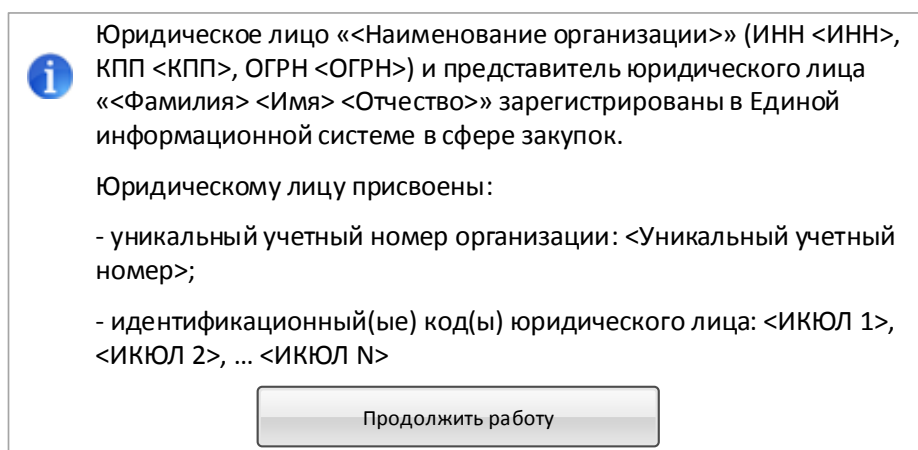 Юридическое лицо «<Наименование организации>» (ИНН <ИНН>,
КПП <КПП>, ОГРН <ОГРН>) и представитель юридического лица
«<Фамилия> <Имя> <Отчество>» зарегистрированы в Единой
информационной системе в сфере закупок.
Юридическому лицу присвоены:
- уникальный учетный номер организации: <Уникальный учетный
номер>;
- идентификационный(ые) код(ы) юридического лица: <ИКЮЛ 1>,
<ИКЮЛ 2>, … <ИКЮЛ N>
Продолжить работу